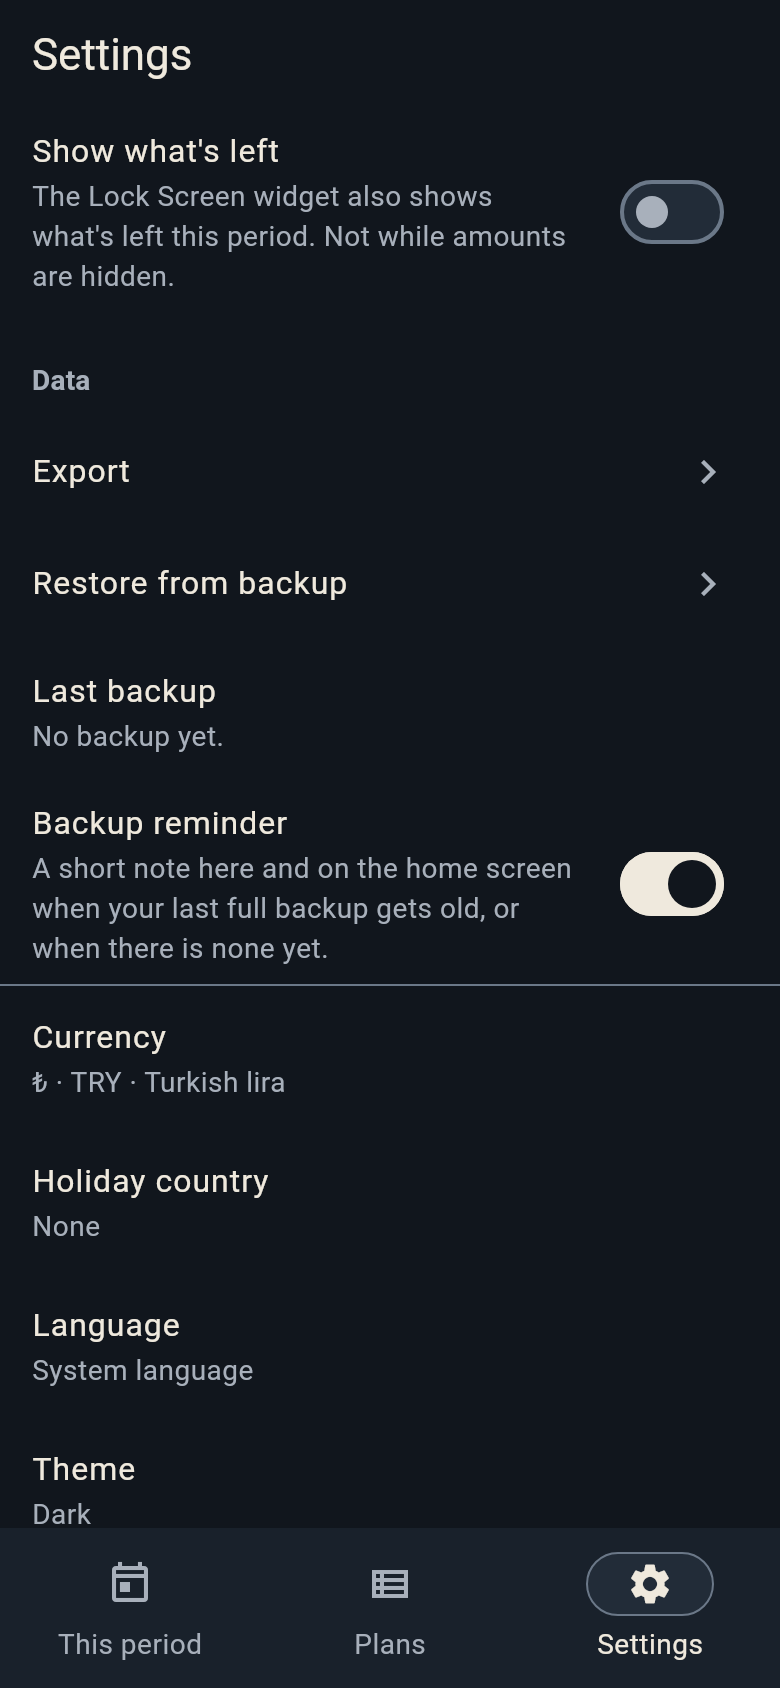 Settings
Show what's left
The Lock Screen widget also shows
what's left this period. Not while amounts
are hidden.
Data
Export
Restore from backup
Last backup
No backup yet.
Backup reminder
A short note here and on the home screen
when your last full backup gets old, or
when there is none yet.
Currency
₺ · TRY · Turkish lira
Holiday country
None
Language
System language
Theme
Dark
This period
Plans
Settings